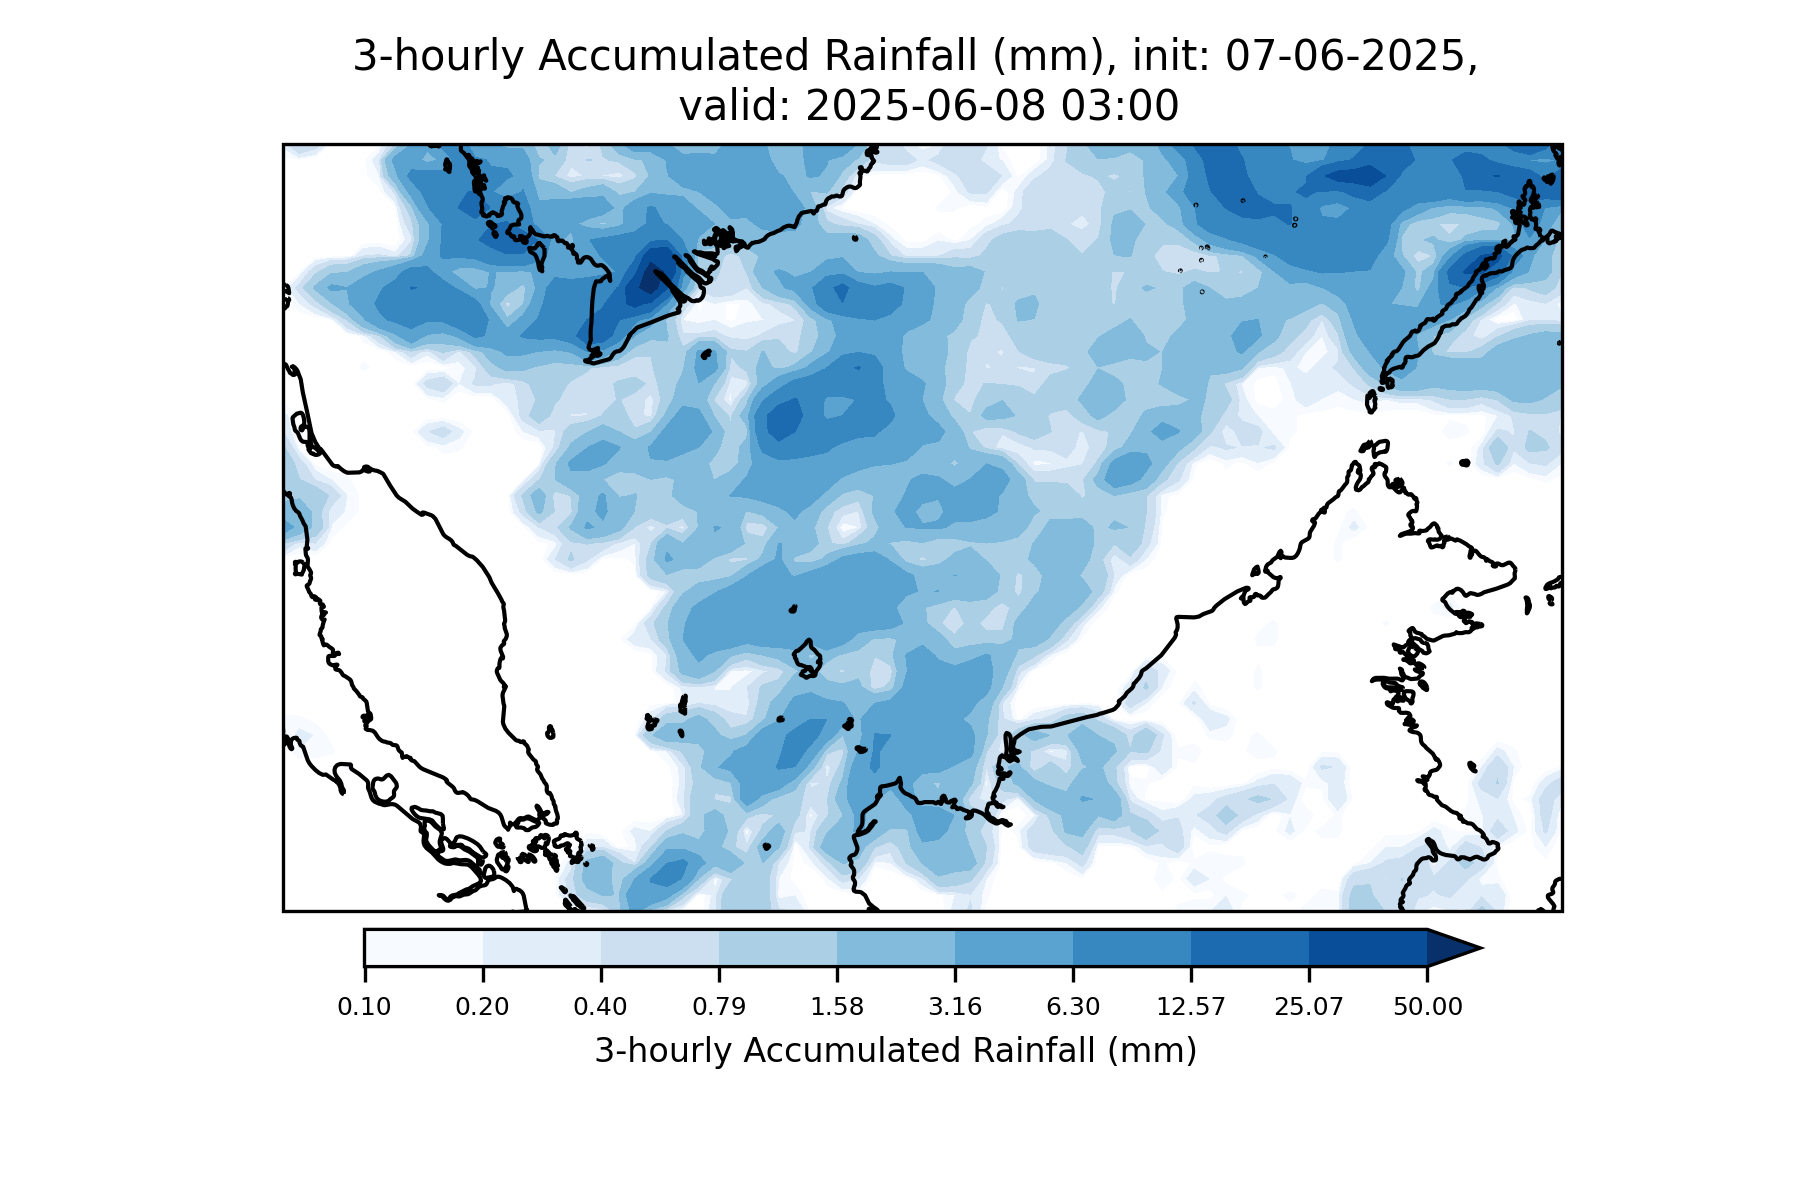 3-hourly Accumulated Rainfall (mm), init: 07-06-2025,
valid: 2025-06-08 03:00
0.10 0.20 0.40 0.79 1.58 3.16 6.30 12.57 25.07 50.00
3-hourly Accumulated Rainfall (mm)